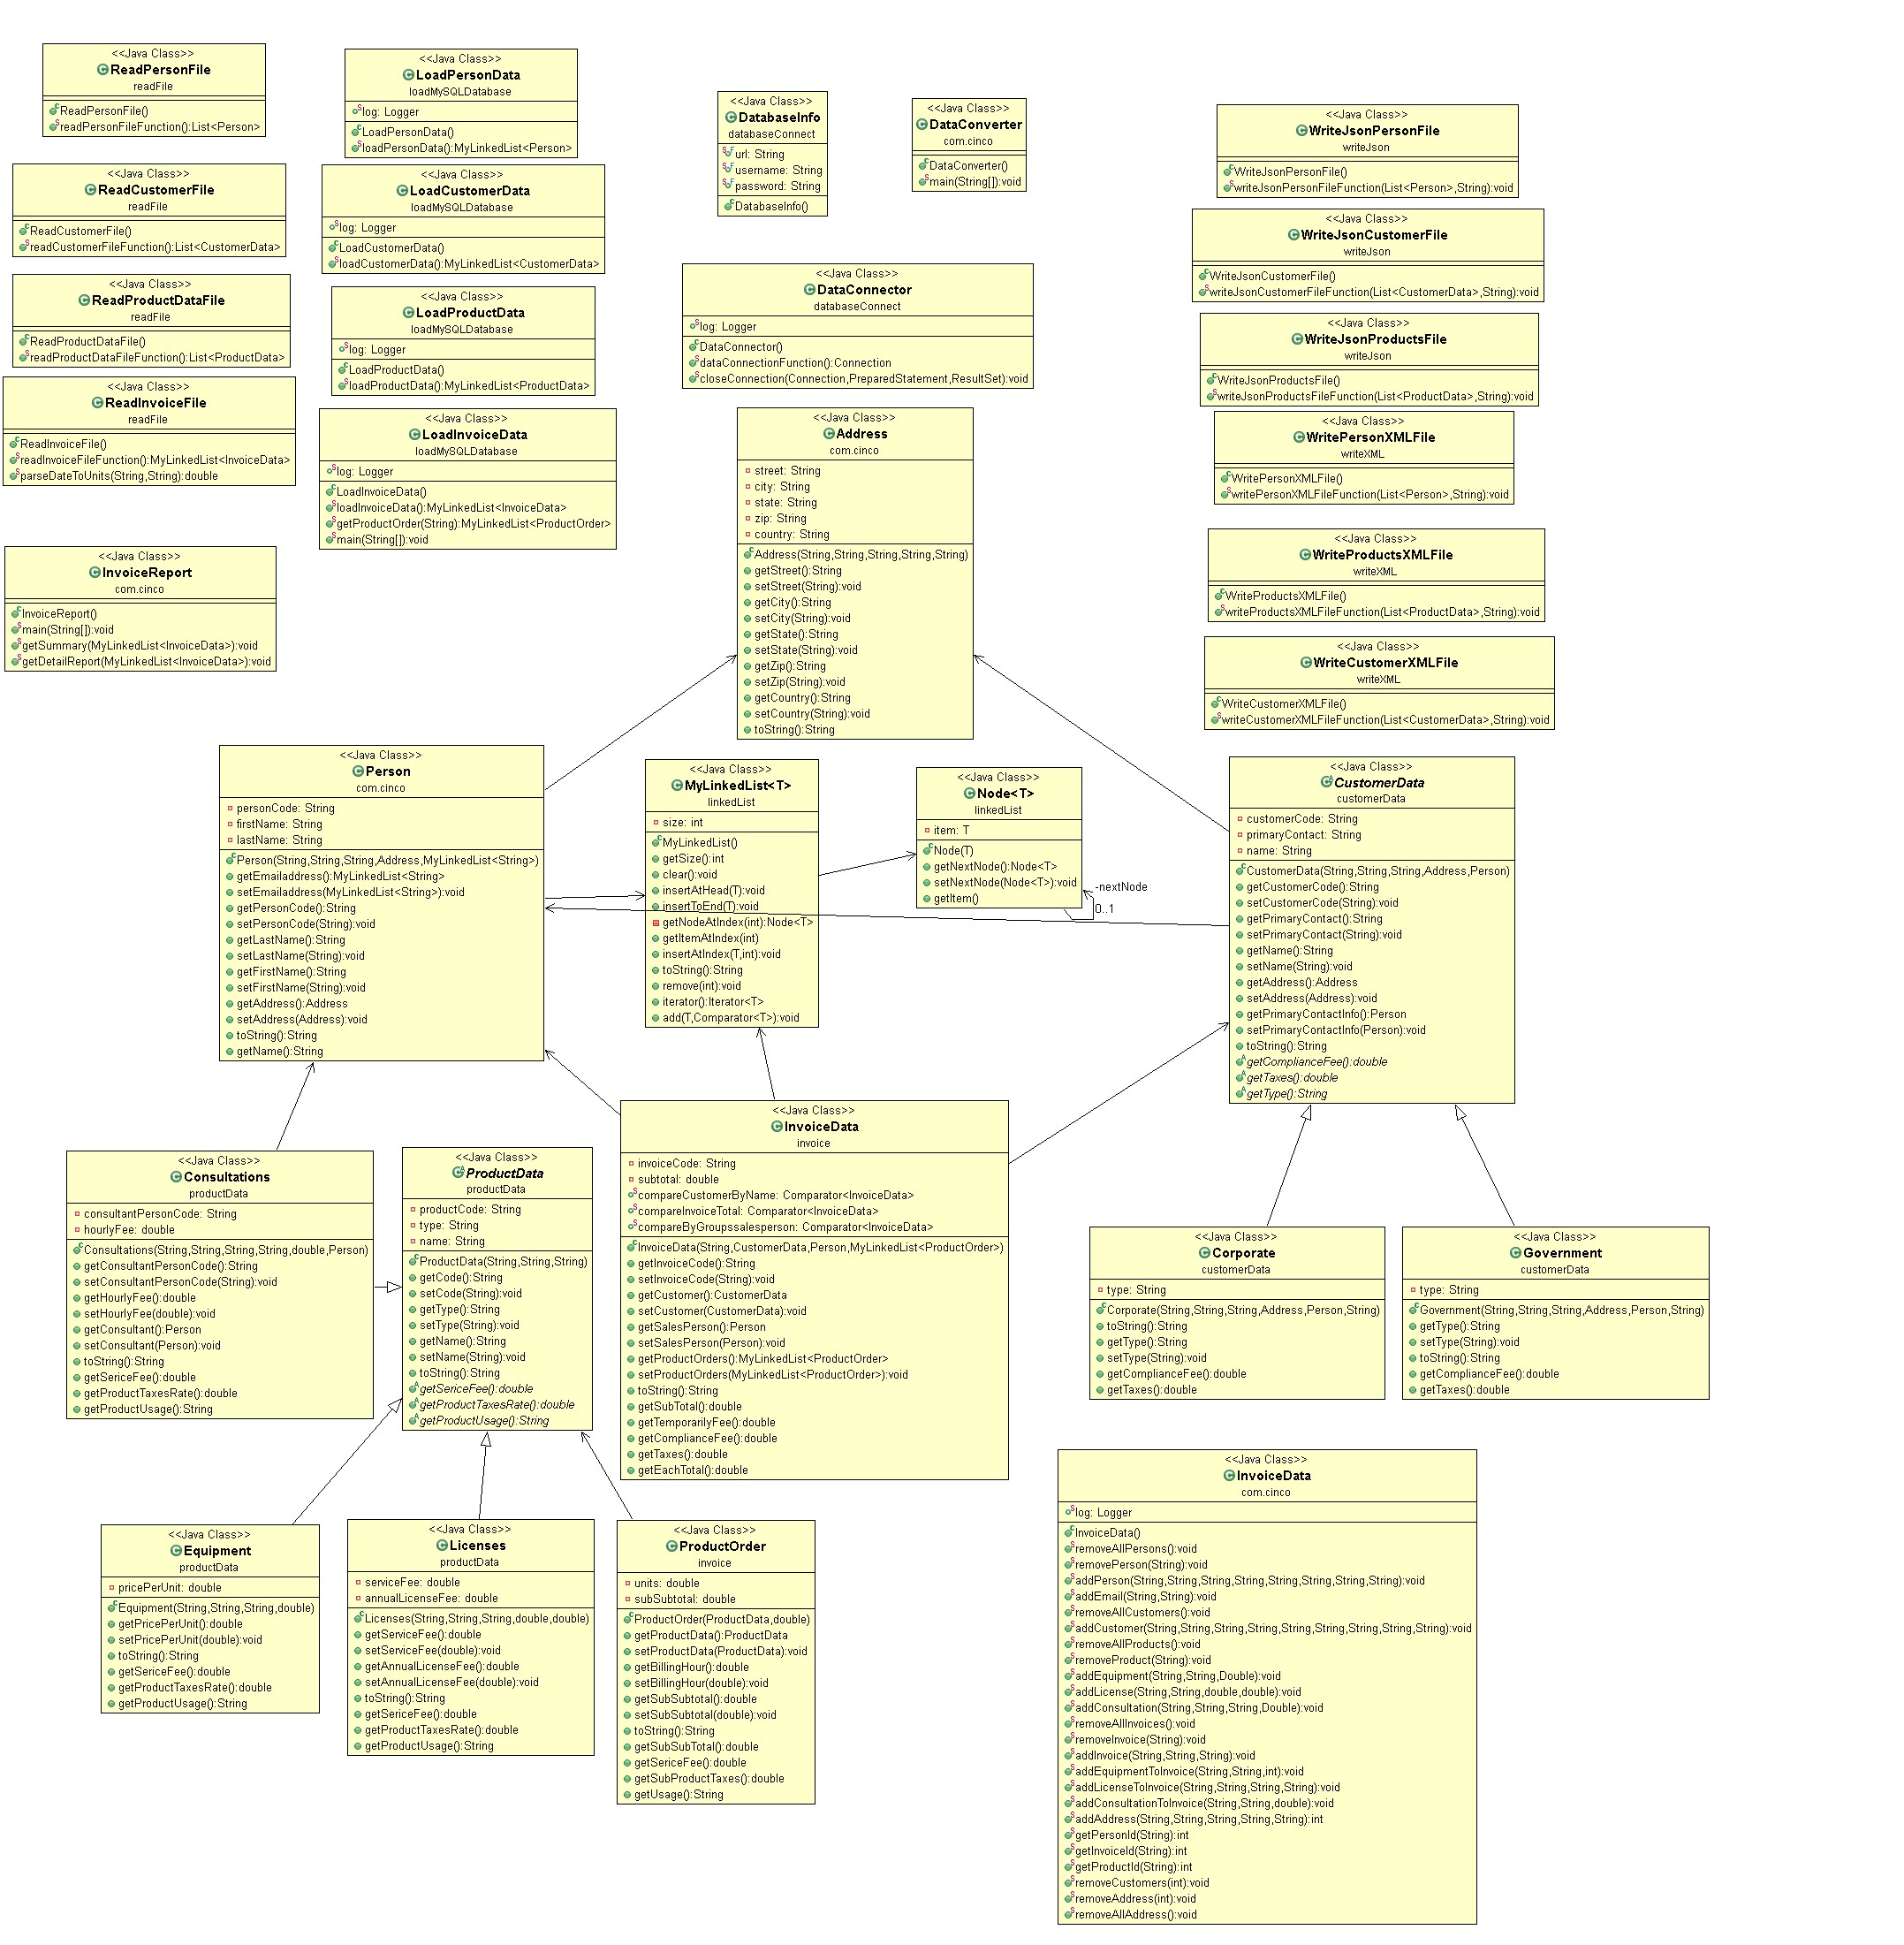 <<Java Class>>
ReadPersonFile
readFile
ReadPersonFile()
readPersonFileFunction():List<Person>
<<Java Class>>
ReadCustomerFile
readFile
ReadCustomerFile()
readCustomerFileFunction():List<CustomerData>
<<Java Class>>
ReadProductDataFile
readFile
ReadProductDataFile()
readProductDataFileFunction():List<ProductData>
<<Java Class>>
ReadInvoiceFile
readFile
ReadInvoiceFile()
readInvoiceFileFunction():MyLinkedList<InvoiceData>
parseDateToUnits(String,String):double
<<Java Class>>
InvoiceReport
com.cinco
InvoiceReport()
main(String[]):void
getSummary(MyLinkedList<InvoiceData>):void
getDetailReport(MyLinkedList<InvoiceData>):void
<<Java Class>>
LoadPersonData
loadMySQLDatabase
log: Logger
LoadPersonData()
loadPersonData():MyLinkedList<Person>
<<Java Class>>
LoadCustomerData
loadMySQLDatabase
log: Logger
LoadCustomerData()
loadCustomerData():MyLinkedList<CustomerData>
<<Java Class>>
LoadProductData
loadMySQLDatabase
log: Logger
LoadProductData()
loadProductData():MyLinkedList<ProductData>
<<Java Class>>
LoadInvoiceData
loadMySQLDatabase
log: Logger
LoadInvoiceData()
loadInvoiceData():MyLinkedList<InvoiceData>
getProductOrder(String):MyLinkedList<ProductOrder>
main(String[]):void
<<Java Class>>
DatabaseInfo
databaseConnect
url: String
username: String
password: String
DatabaseInfo()
<<Java Class>>
DataConverter
com.cinco
DataConverter()
main(String[]):void
<<Java Class>>
DataConnector
databaseConnect
log: Logger
DataConnector()
dataConnectionFunction():Connection
closeConnection(Connection,PreparedStatement,ResultSet):void
<<Java Class>>
Address
com.cinco
street: String
city: String
state: String
zip: String
country: String
Address(String,String,String,String,String)
getStreet():String
setStreet(String):void
getCity():String
setCity(String):void
getState():String
setState(String):void
getZip():String
setZip(String):void
getCountry():String
setCountry(String):void
toString():String
<<Java Class>>
WriteJsonPersonFile
writeJson
WriteJsonPersonFile()
writeJsonPersonFileFunction(List<Person>,String):void
<<Java Class>>
WriteJsonCustomerFile
writeJson
WriteJsonCustomerFile()
writeJsonCustomerFileFunction(List<CustomerData>,String):void
<<Java Class>>
WriteJsonProductsFile
writeJson
WriteJsonProductsFile()
writeJsonProductsFileFunction(List<ProductData>,String):void
<<Java Class>>
WritePersonXMLFile
writeXML
WritePersonXMLFile()
writePersonXMLFileFunction(List<Person>,String):void
<<Java Class>>
WriteProductsXMLFile
writeXML
WriteProductsXMLFile()
writeProductsXMLFileFunction(List<ProductData>,String):void
<<Java Class>>
WriteCustomerXMLFile
writeXML
WriteCustomerXMLFile()
writeCustomerXMLFileFunction(List<CustomerData>,String):void
<<Java Class>>
Person
com.cinco
personCode: String
firstName: String
lastName: String
Person(String,String,String,Address,MyLinkedList<String>)
getEmailaddress():MyLinkedList<String>
setEmailaddress(MyLinkedList<String>):void
getPersonCode():String
setPersonCode(String):void
getLastName():String
setLastName(String):void
getFirstName():String
setFirstName(String):void
getAddress():Address
setAddress(Address):void
toString():String
getName():String
<<Java Class>>
MyLinkedList<T>
linkedList
size: int
MyLinkedList()
getSize():int
clear():void
insertAtHead(T):void
insertToEnd(T):void
getNodeAtIndex(int):Node<T>
getItemAtIndex(int)
insertAtIndex(T,int):void
toString():String
remove(int):void
iterator():Iterator<T>
add(T,Comparator<T>):void
<<Java Class>>
Node<T>
linkedList
item: T
Node(T)
getNextNode():Node<T>
setNextNode(Node<T>):void
getItem()
-nextNode
0..1
<<Java Class>>
CustomerData
customerData
customerCode: String
primaryContact: String
name: String
CustomerData(String,String,String,Address,Person)
getCustomerCode():String
setCustomerCode(String):void
getPrimaryContact():String
setPrimaryContact(String):void
getName():String
setName(String):void
getAddress():Address
setAddress(Address):void
getPrimaryContactInfo():Person
setPrimaryContactInfo(Person):void
toString():String
getComplianceFee():double
getTaxes():double
getType():String
<<Java Class>>
Consultations
productData
consultantPersonCode: String
hourlyFee: double
Consultations(String,String,String,String,double,Person)
getConsultantPersonCode():String
setConsultantPersonCode(String):void
getHourlyFee():double
setHourlyFee(double):void
getConsultant():Person
setConsultant(Person):void
toString():String
getSericeFee():double
getProductTaxesRate():double
getProductUsage():String
<<Java Class>>
ProductData
productData
productCode: String
type: String
name: String
ProductData(String,String,String)
getCode():String
setCode(String):void
getType():String
setType(String):void
getName():String
setName(String):void
toString():String
getSericeFee():double
getProductTaxesRate():double
getProductUsage():String
<<Java Class>>
InvoiceData
invoice
invoiceCode: String
subtotal: double
compareCustomerByName: Comparator<InvoiceData>
compareInvoiceTotal: Comparator<InvoiceData>
compareByGroupssalesperson: Comparator<InvoiceData>
InvoiceData(String,CustomerData,Person,MyLinkedList<ProductOrder>)
getInvoiceCode():String
setInvoiceCode(String):void
getCustomer():CustomerData
setCustomer(CustomerData):void
getSalesPerson():Person
setSalesPerson(Person):void
getProductOrders():MyLinkedList<ProductOrder>
setProductOrders(MyLinkedList<ProductOrder>):void
toString():String
getSubTotal():double
getTemporarilyFee():double
getComplianceFee():double
getTaxes():double
getEachTotal():double
<<Java Class>>
Corporate
customerData
type: String
Corporate(String,String,String,Address,Person,String)
toString():String
getType():String
setType(String):void
getComplianceFee():double
getTaxes():double
<<Java Class>>
Government
customerData
type: String
Government(String,String,String,Address,Person,String)
getType():String
setType(String):void
toString():String
getComplianceFee():double
getTaxes():double
<<Java Class>>
Equipment
productData
pricePerUnit: double
Equipment(String,String,String,double)
getPricePerUnit():double
setPricePerUnit(double):void
toString():String
getSericeFee():double
getProductTaxesRate():double
getProductUsage():String
<<Java Class>>
Licenses
productData
serviceFee: double
annualLicenseFee: double
Licenses(String,String,String,double,double)
getServiceFee():double
setServiceFee(double):void
getAnnualLicenseFee():double
setAnnualLicenseFee(double):void
toString():String
getSericeFee():double
getProductTaxesRate():double
getProductUsage():String
<<Java Class>>
ProductOrder
invoice
units: double
subSubtotal: double
ProductOrder(ProductData,double)
getProductData():ProductData
setProductData(ProductData):void
getBillingHour():double
setBillingHour(double):void
getSubSubtotal():double
setSubSubtotal(double):void
toString():String
getSubSubTotal():double
getSericeFee():double
getSubProductTaxes():double
getUsage():String
<<Java Class>>
InvoiceData
com.cinco
log: Logger
InvoiceData()
removeAllPersons():void
removePerson(String):void
addPerson(String,String,String,String,String,String,String,String):void
addEmail(String,String):void
removeAllCustomers():void
addCustomer(String,String,String,String,String,String,String,String,String):void
removeAllProducts():void
removeProduct(String):void
addEquipment(String,String,Double):void
addLicense(String,String,double,double):void
addConsultation(String,String,String,Double):void
removeAllInvoices():void
removeInvoice(String):void
addInvoice(String,String,String):void
addEquipmentToInvoice(String,String,int):void
addLicenseToInvoice(String,String,String,String):void
addConsultationToInvoice(String,String,double):void
addAddress(String,String,String,String,String):int
getPersonId(String):int
getInvoiceId(String):int
getProductId(String):int
removeCustomers(int):void
removeAddress(int):void
removeAllAddress():void